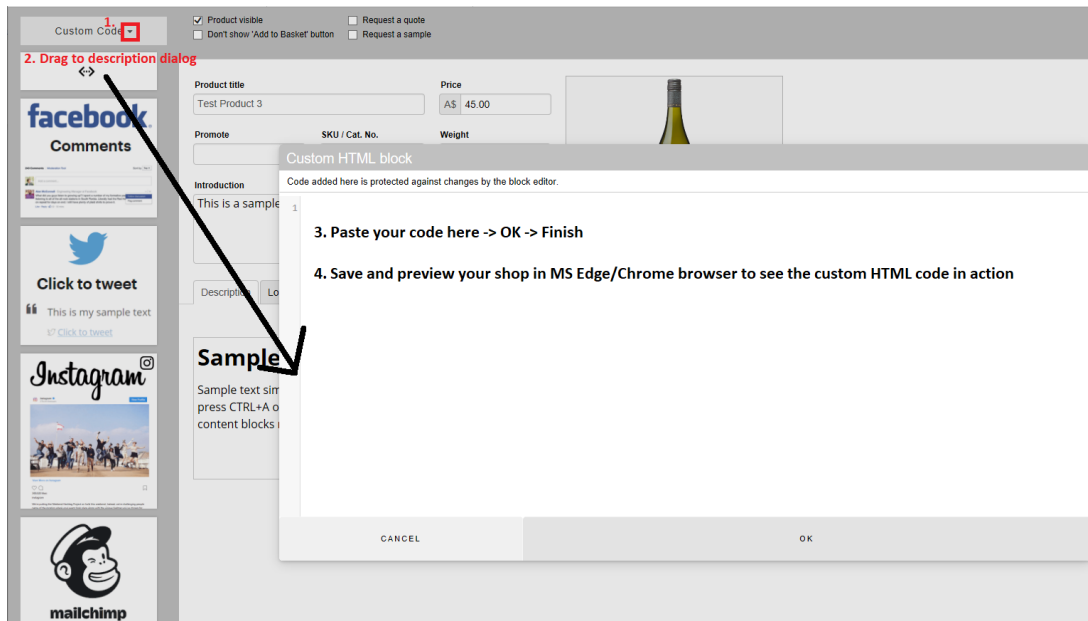 1.
Custom Code
Product visible
Request a quote
Don't show 'Add to Basket' button
Request a sample
2. Drag to description dialog
Product title
Price
Test Product 3
A$ 45.00
Promote
SKU / Cat. No.
Weight
facebook
Comments
Custom HTML block
Code added here is protected against changes by the block editor.
Introduction
This is a sample
1
3. Paste your code here -> OK -> Finish
4. Save and preview your shop in MS Edge/Chrome browser to see the custom HTML code in action
Click to tweet
This is my sample text
Click to tweet
Description
Lo
Instagram
Sample
Sample text sim
press CTRL+A o
content blocks
CANCEL
OK
mailchimp